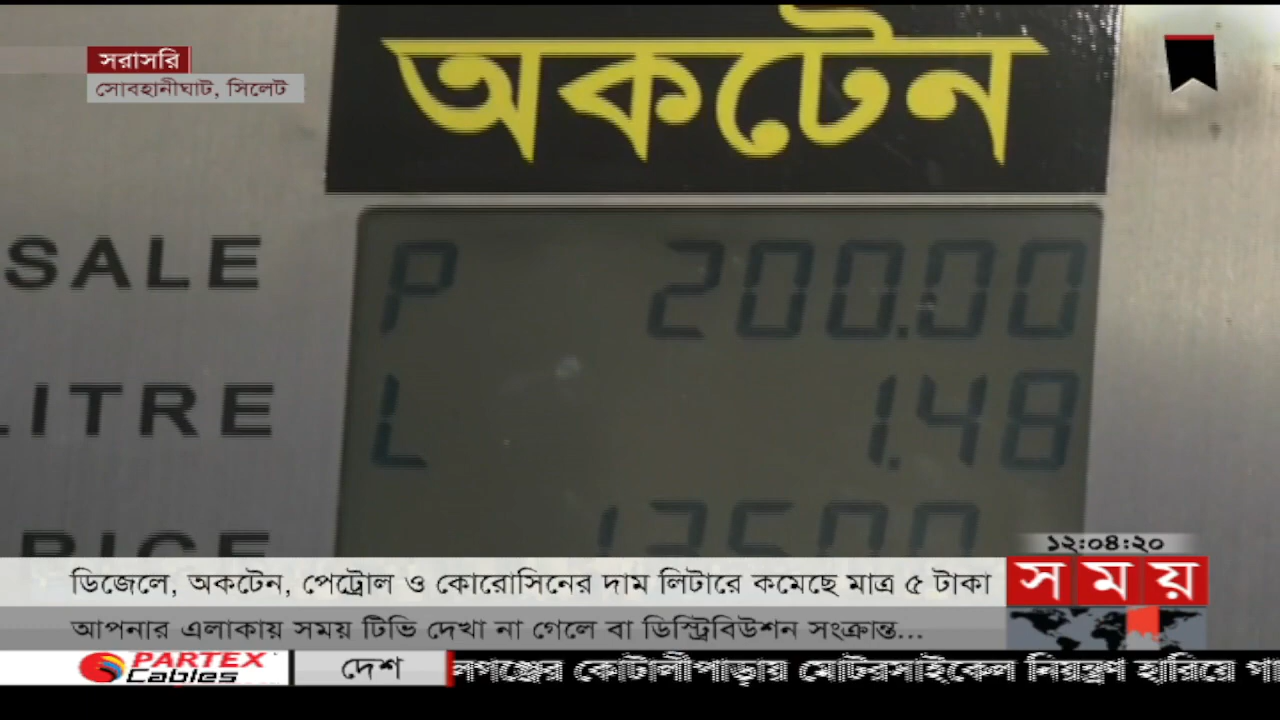 অকটেন
সরাসরি
সোবহানীঘাট, সিলেট
SALE P 200.00
LITRE L 1.48
১২:০৪:২০
ডিজেলে, অকটেন, পেট্রোল ও কোরোসিনের দাম লিটারে কমেছে মাত্র ৫ টাকা
সময়
আপনার এলাকায় সময় টিভি দেখা না গেলে বা ডিস্ট্রিবিউশন সংক্রান্ত...
PARTEX
Cables
দেশ
কোটালীপাড়ায় মোটরসাইকেল নিয়ন্ত্রণ হারিয়ে